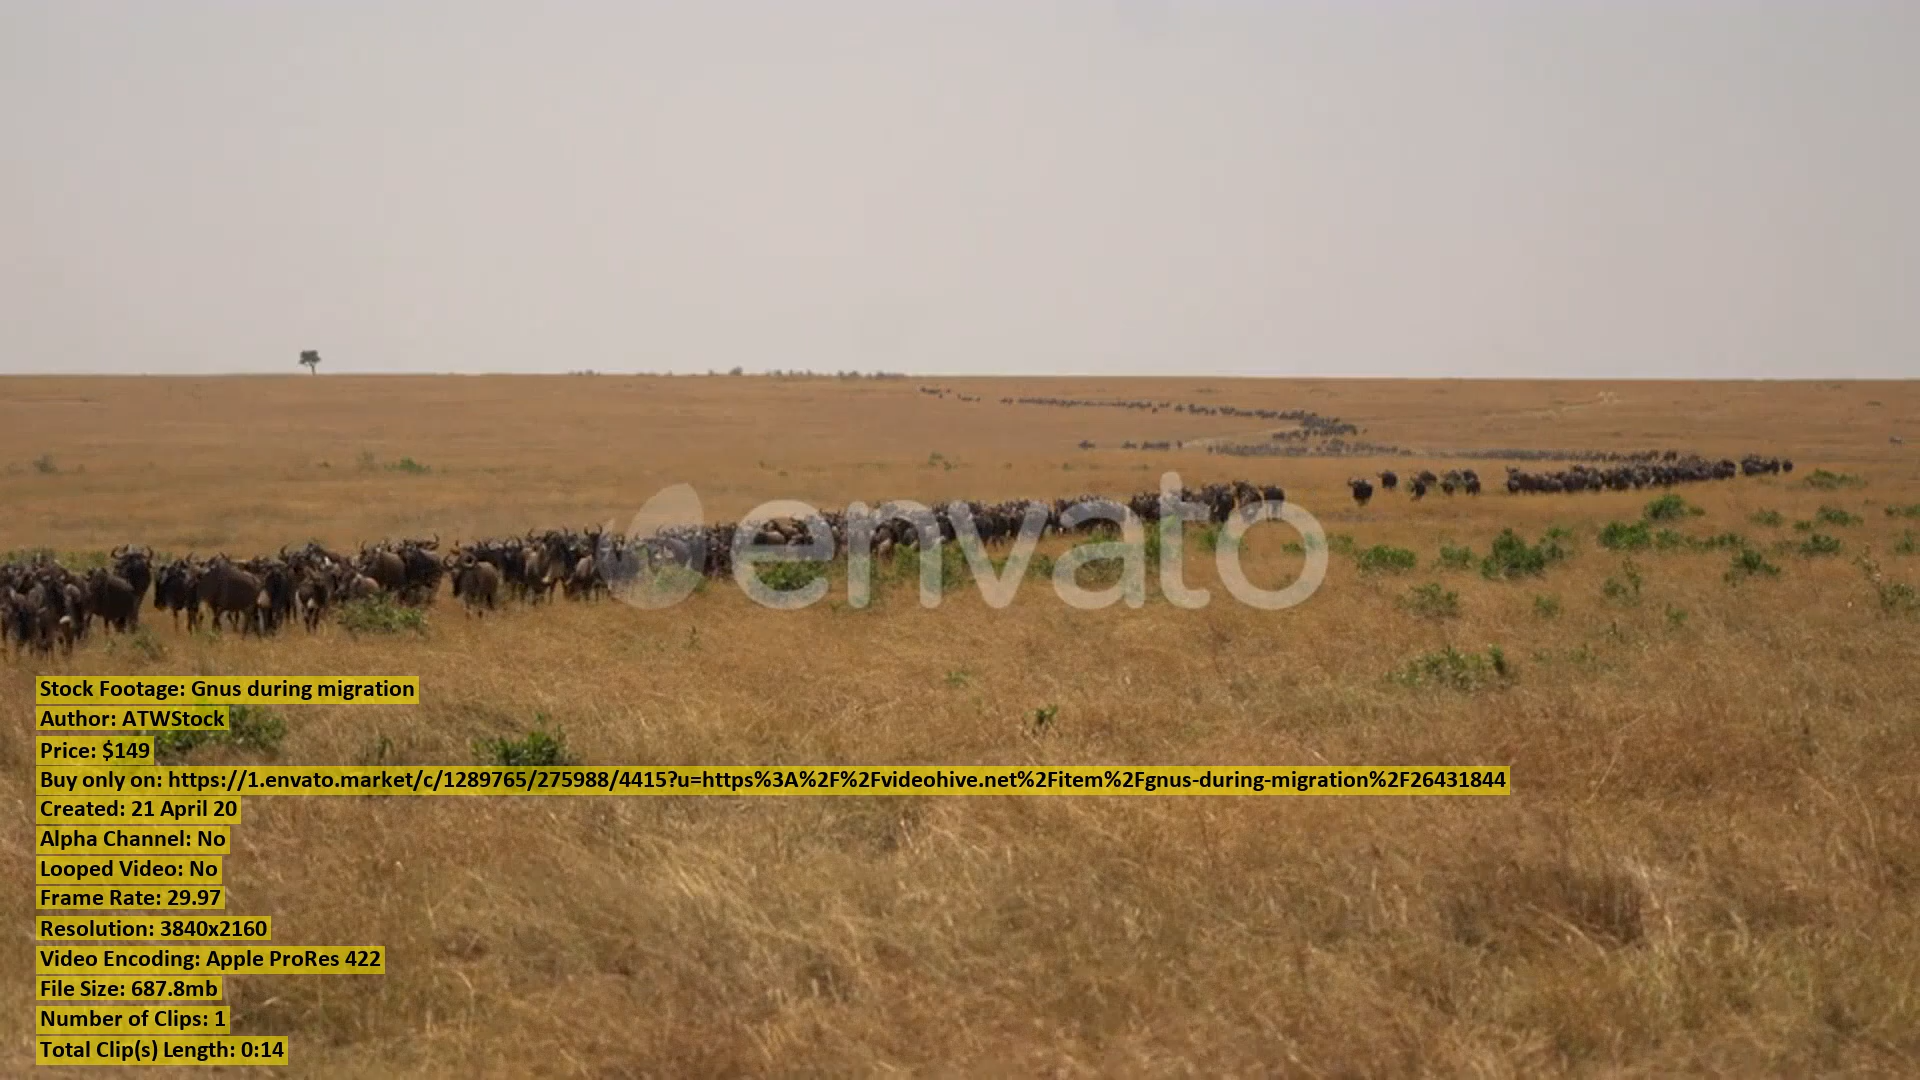 envato
Stock Footage: Gnus during migration
Author: ATWStock
Price: $149
Buy only on: https://1.envato.market/c/1289765/275988/4415?u=https%3A%2F%2Fvideohive.net%2Fitem%2Fgnus-during-migration%2F26431844
Created: 21 April 20
Alpha Channel: No
Looped Video: No
Frame Rate: 29.97
Resolution: 3840x2160
Video Encoding: Apple ProRes 422
File Size: 687.8mb
Number of Clips: 1
Total Clip(s) Length: 0:14